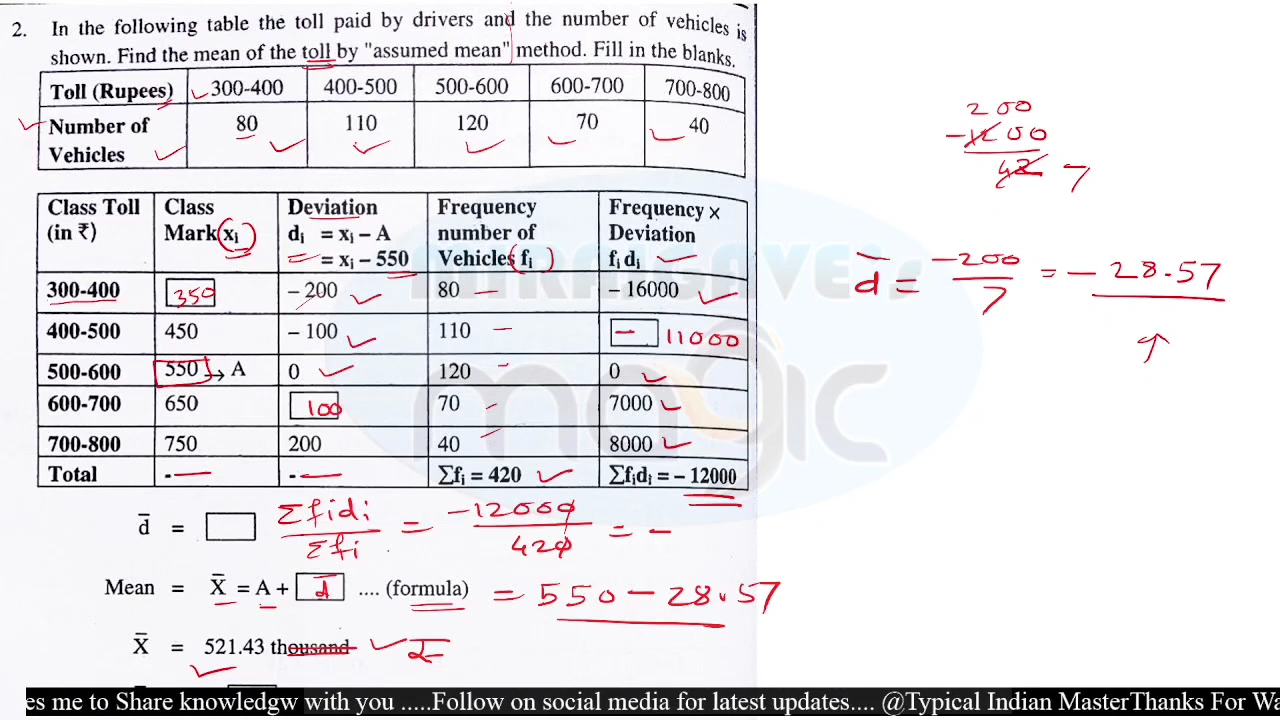 2. In the following table the toll paid by drivers and the number of vehicles is
shown. Find the mean of the toll by "assumed mean" method. Fill in the blanks.
Toll (Rupees) 300-400 400-500 500-600 600-700 700-800
Number of Vehicles 80 110 120 70 40
Class Toll (in ₹) Class Mark xᵢ Deviation dᵢ = xᵢ – A = xᵢ – 550 Frequency number of Vehicles fᵢ Frequency × Deviation fᵢ dᵢ
300-400 350 – 200 80 – 16000
400-500 450 – 100 110 – 11000
500-600 550 → A 0 120 0
600-700 650 100 70 7000
700-800 750 200 40 8000
Total - - Σfᵢ = 420 Σfᵢdᵢ = – 12000
d̄ = Σfidi / Σfi = -12000 / 420 = -
Mean = X̄ = A + d̄ .... (formula) = 550 - 28.57
X̄ = 521.43 thousand
200
-1200
42 7
d̄ = -200 / 7 = - 28.57
MIRAJSAVE'S
magic
es me to Share knowledgw with you .....Follow on social media for latest updates.... @Typical Indian MasterThanks For Wa